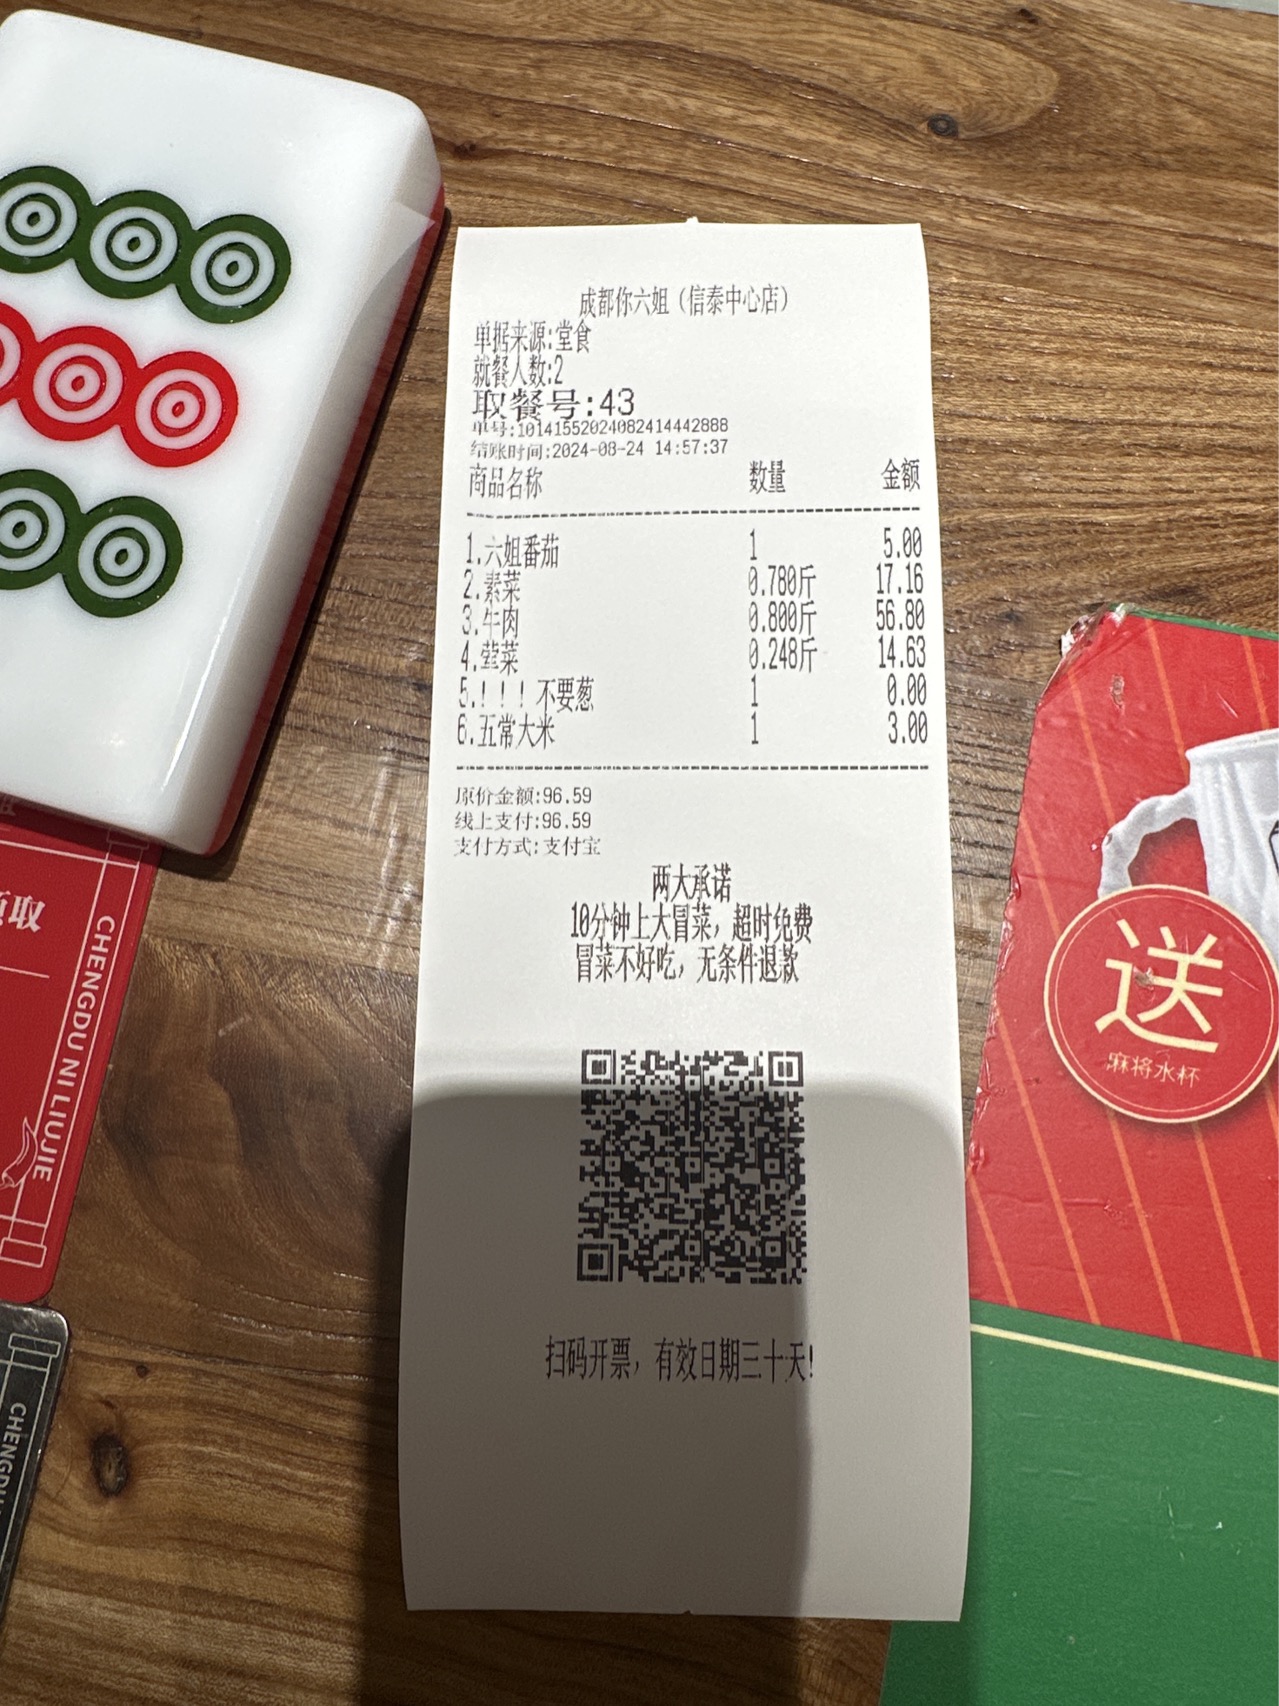 成都你六姐（信泰中心店）
单据来源:堂食
就餐人数:2
取餐号:43
单号:10141552024082414442888
结账时间:2024-08-24 14:57:37
商品名称 数量 金额
1.六姐番茄 1 5.00
2.素菜 0.780斤 17.16
3.牛肉 0.800斤 56.80
4.荤菜 0.248斤 14.63
5.！！！不要葱 1 0.00
6.五常大米 1 3.00
原价金额:96.59
线上支付:96.59
支付方式:支付宝
两大承诺
10分钟上大冒菜，超时免费
冒菜不好吃，无条件退款
扫码开票，有效日期三十天!
取
CHENGDU NI LIUJIE
送
麻将水杯